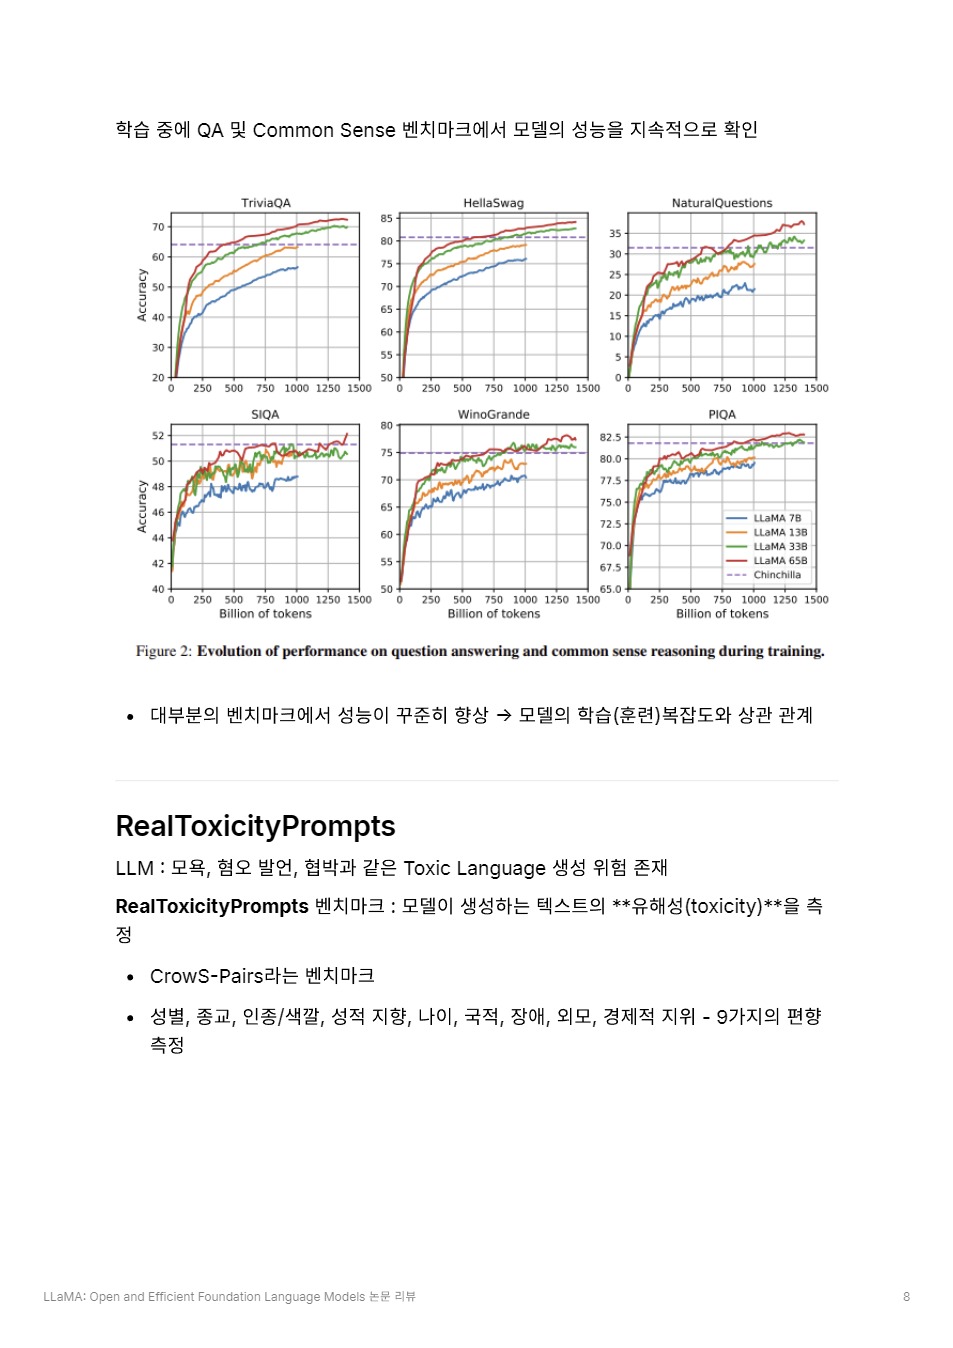 학습 중에 QA 및 Common Sense 벤치마크에서 모델의 성능을 지속적으로 확인
TriviaQA
HellaSwag
NaturalQuestions
Accuracy
70
60
50
40
30
20
0 250 500 750 1000 1250 1500
85
80
75
70
65
60
55
50
0 250 500 750 1000 1250 1500
35
30
25
20
15
10
5
0
0 250 500 750 1000 1250 1500
SIQA
WinoGrande
PIQA
Accuracy
52
50
48
46
44
42
40
0 250 500 750 1000 1250 1500
Billion of tokens
80
75
70
65
60
55
50
0 250 500 750 1000 1250 1500
Billion of tokens
82.5
80.0
77.5
75.0
72.5
70.0
67.5
65.0
LLaMA 7B
LLaMA 13B
LLaMA 33B
LLaMA 65B
Chinchilla
0 250 500 750 1000 1250 1500
Billion of tokens
Figure 2: Evolution of performance on question answering and common sense reasoning during training.
• 대부분의 벤치마크에서 성능이 꾸준히 향상 → 모델의 학습(훈련)복잡도와 상관 관계
RealToxicityPrompts
LLM : 모욕, 혐오 발언, 협박과 같은 Toxic Language 생성 위험 존재
RealToxicityPrompts 벤치마크 : 모델이 생성하는 텍스트의 **유해성(toxicity)**을 측
정
• CrowS-Pairs라는 벤치마크
• 성별, 종교, 인종/색깔, 성적 지향, 나이, 국적, 장애, 외모, 경제적 지위 - 9가지의 편향
측정
LLaMA: Open and Efficient Foundation Language Models 논문 리뷰
8